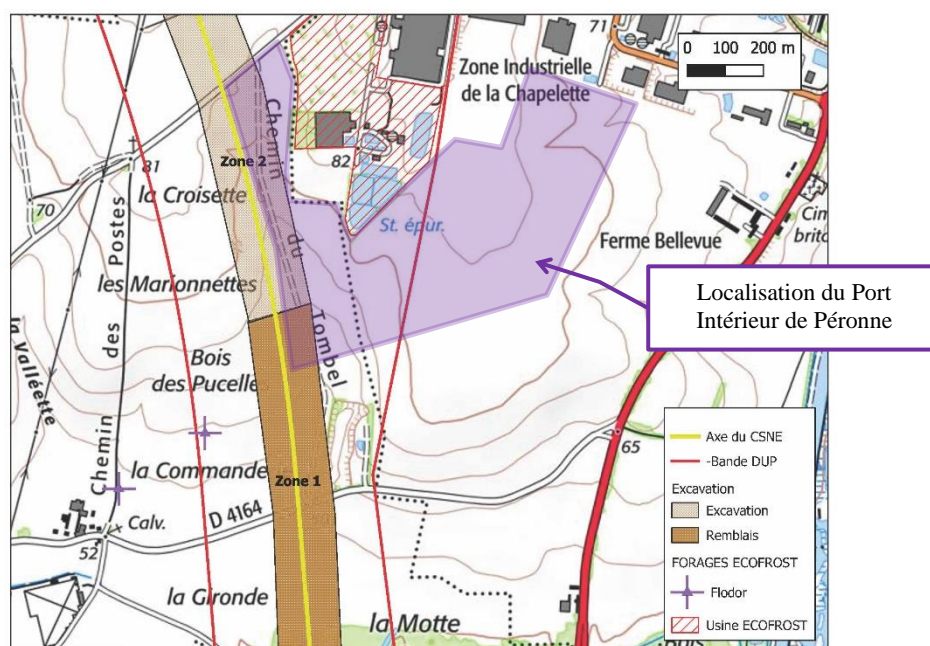 71
0 100 200 m
Zone Industrielle
de la Chapelette
Chemin
du
Tombel
Zone 2
82
81
la Croisette
70
St. épur.
Ferme Bellevue
Cim
brita
les Marionnettes
Chemin
des
Postes
la Valléette
Localisation du Port
Intérieur de Péronne
Bois
des Pucelle
65
la Commande
Zone 1
D 4164
Calv.
52
la Gironde
la Motte
Axe du CSNE
-Bande DUP
Excavation
Excavation
Remblais
FORAGES ECOFROST
Flodor
Usine ECOFROST